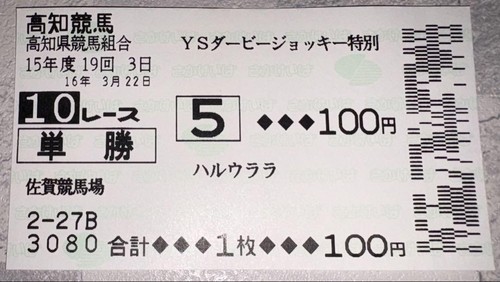 高知競馬
高知県競馬組合
YSダービージョッキー特別
15年度19回 3日
16年 3月22日
10レース
単勝
5 ◆◆◆100円
ハルウララ
佐賀競馬場
2-27B
3080 合計◆◆◆1枚◆◆◆100円